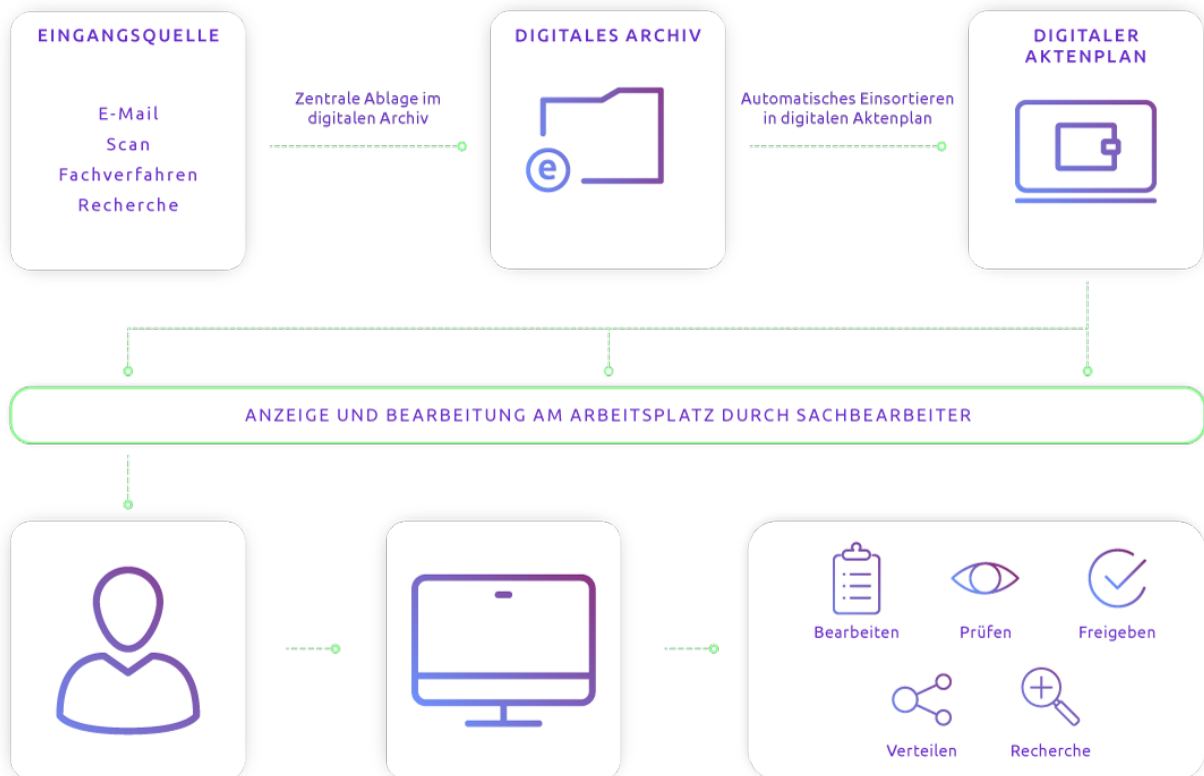 EINGANGSQUELLE
E-Mail
Scan
Fachverfahren
Recherche
Zentrale Ablage im
digitalen Archiv
DIGITALES ARCHIV
e
Automatisches Einsortieren
in digitalen Aktenplan
DIGITALER
AKTENPLAN
ANZEIGE UND BEARBEITUNG AM ARBEITSPLATZ DURCH SACHBEARBEITER
Bearbeiten
Prüfen
Freigeben
Verteilen
Recherche